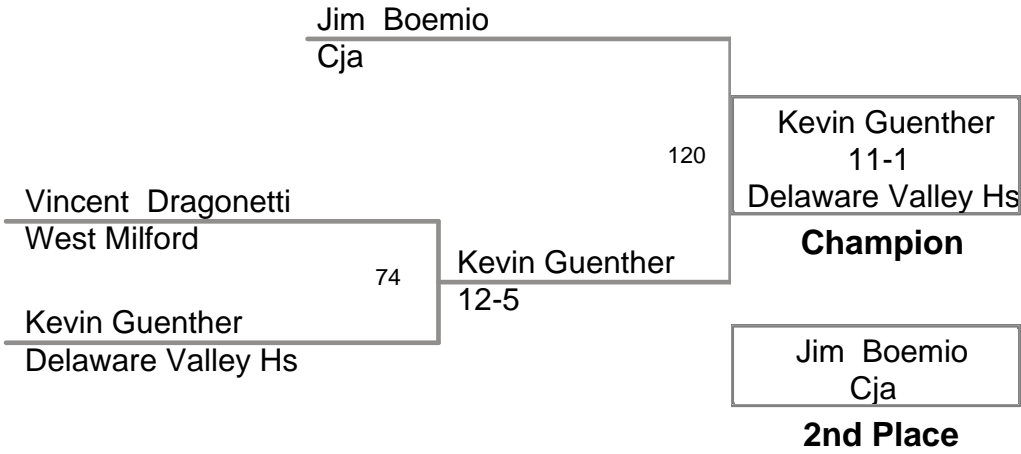 Jim  Boemio
Cja
Kevin Guenther
11-1
Delaware Valley Hs
Champion
120
Vincent  Dragonetti
West Milford
74
Kevin Guenther
12-5
Kevin Guenther
Delaware Valley Hs
Jim  Boemio
Cja
2nd Place